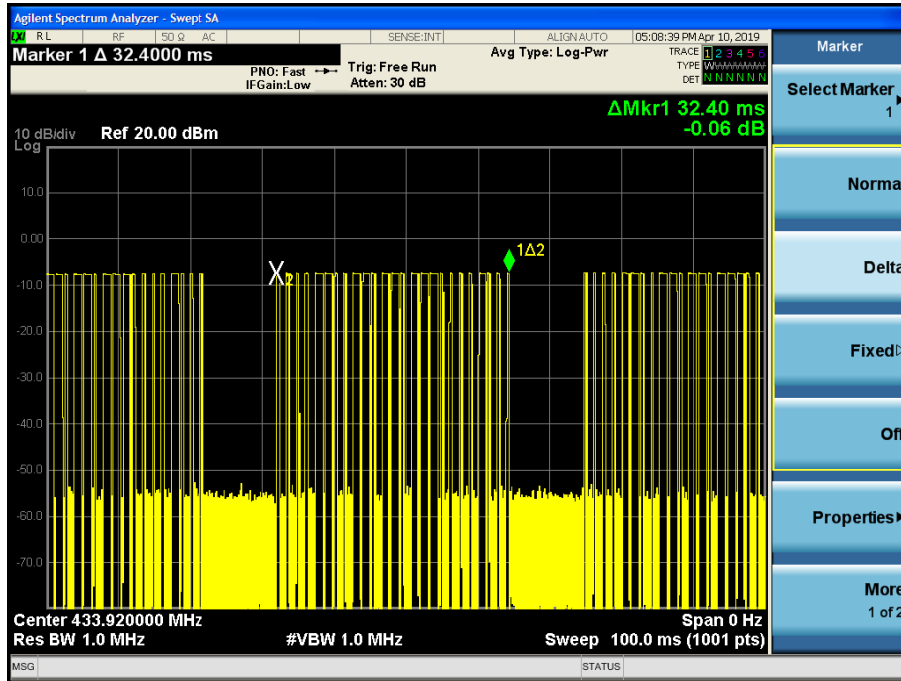 Agilent Spectrum Analyzer - Swept SA
LXI RL RF 50 Ω AC SENSE:INT ALIGN AUTO 05:08:39 PM Apr 10, 2019
Marker 1 Δ 32.4000 ms
PNO: Fast
IFGain:Low
Trig: Free Run
Atten: 30 dB
Avg Type: Log-Pwr
TRACE 1 2 3 4 5 6
TYPE WWWWWW
DET N N N N N N
ΔMkr1 32.40 ms
-0.06 dB
10 dB/div Ref 20.00 dBm
Log
10.0
0.00
-10.0
-20.0
-30.0
-40.0
-50.0
-60.0
-70.0
X2
1Δ2
Center 433.920000 MHz Span 0 Hz
Res BW 1.0 MHz #VBW 1.0 MHz Sweep 100.0 ms (1001 pts)
MSG STATUS
Marker
Select Marker
1
Norma
Delta
Fixed
Off
Properties
More
1 of 2